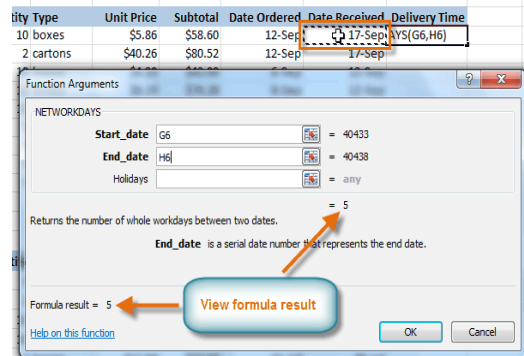 tity Type Unit Price Subtotal Date Ordered Date Received Delivery Time
10 boxes $5.86 $58.60 12-Sep 17-Sep AYS(G6,H6)
2 cartons $40.26 $80.52 12-Sep 17-Sep
Function Arguments
NETWORKDAYS
Start_date G6 = 40433
End_date H6 = 40438
Holidays = any
= 5
Returns the number of whole workdays between two dates.
End_date is a serial date number that represents the end date.
View formula result
Formula result = 5
Help on this function OK Cancel